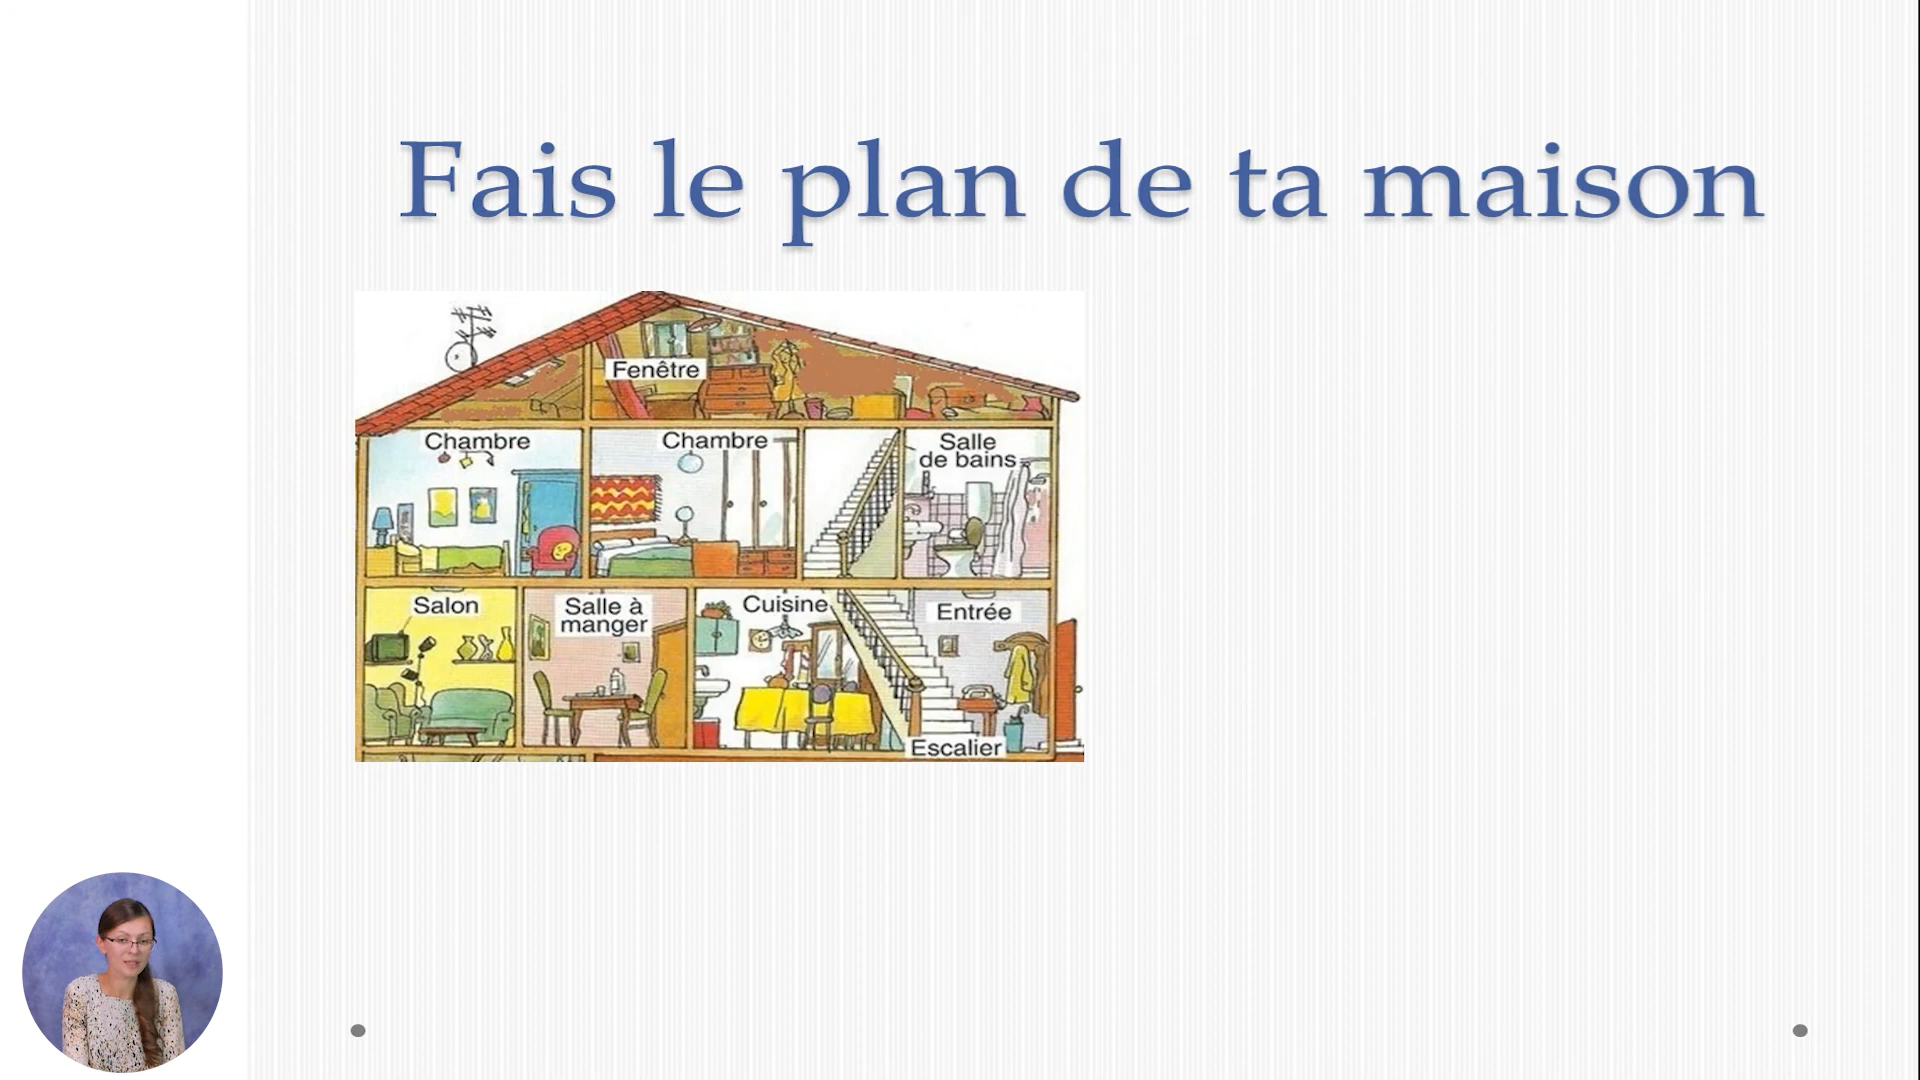 Fais le plan de ta maison
Fenêtre
Chambre
Chambre
Salle
de bains
Salon
Salle à
manger
Cuisine
Entrée
Escalier